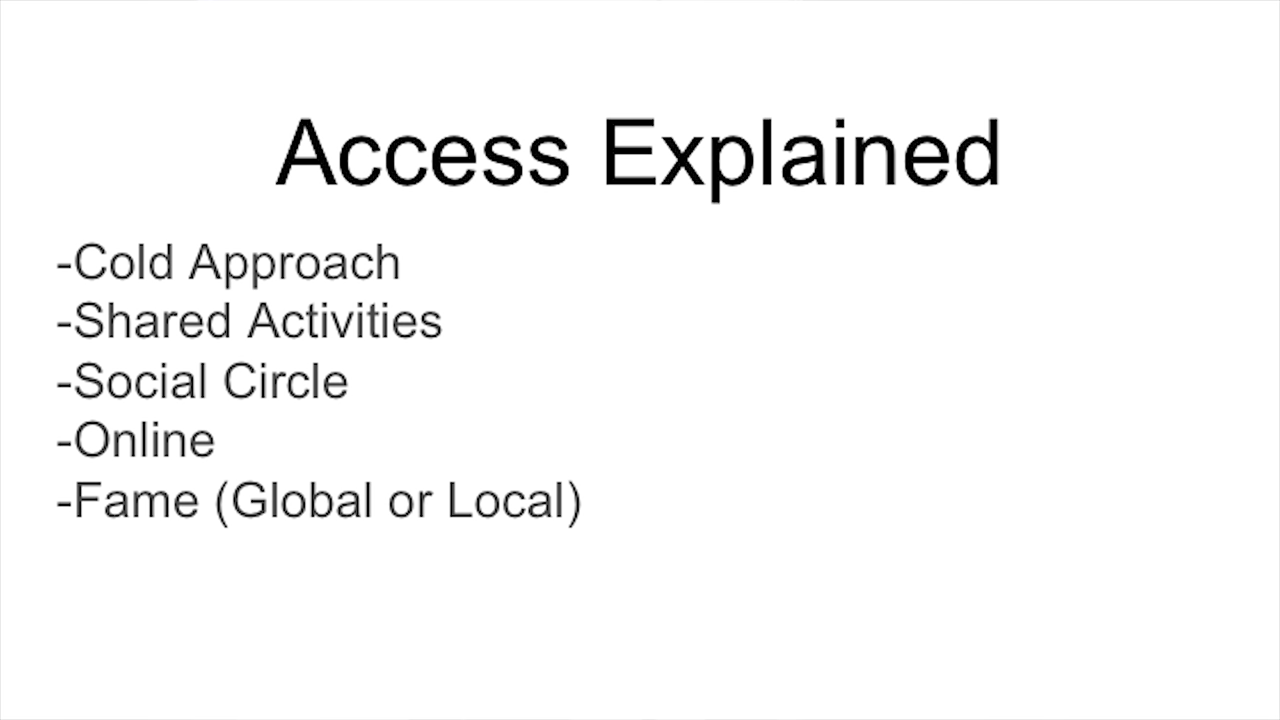 Access Explained
-Cold Approach
-Shared Activities
-Social Circle
-Online
-Fame (Global or Local)